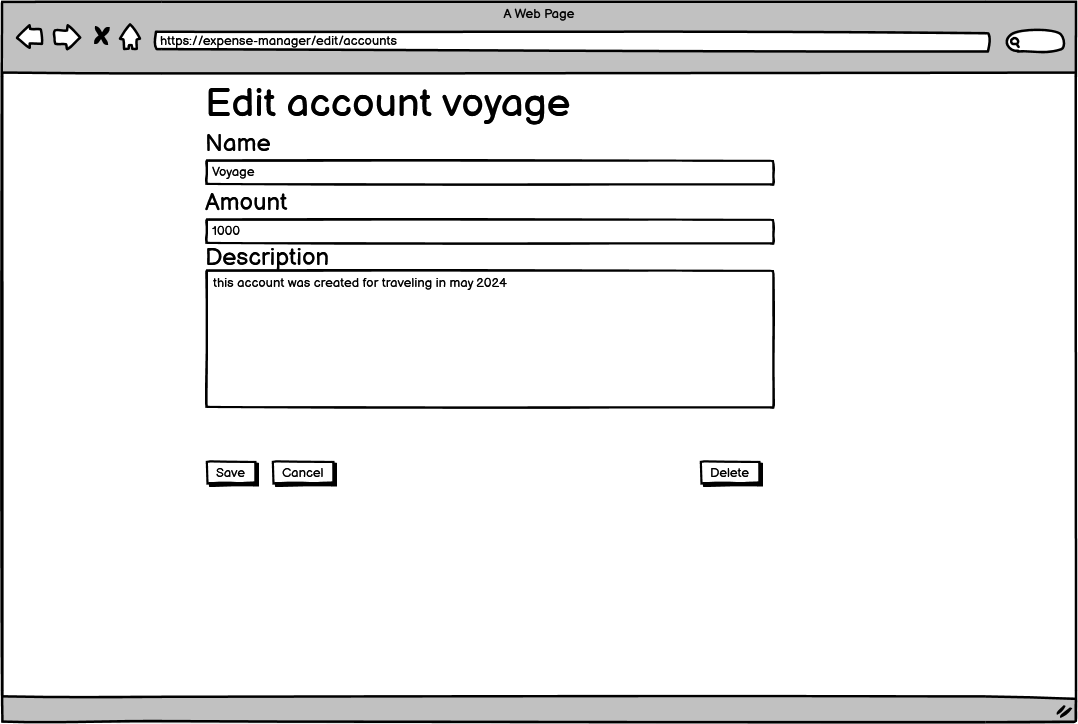 A Web Page
https://expense-manager/edit/accounts
Edit account voyage
Name
Voyage
Amount
1000
Description
this account was created for traveling in may 2024
Save Cancel Delete